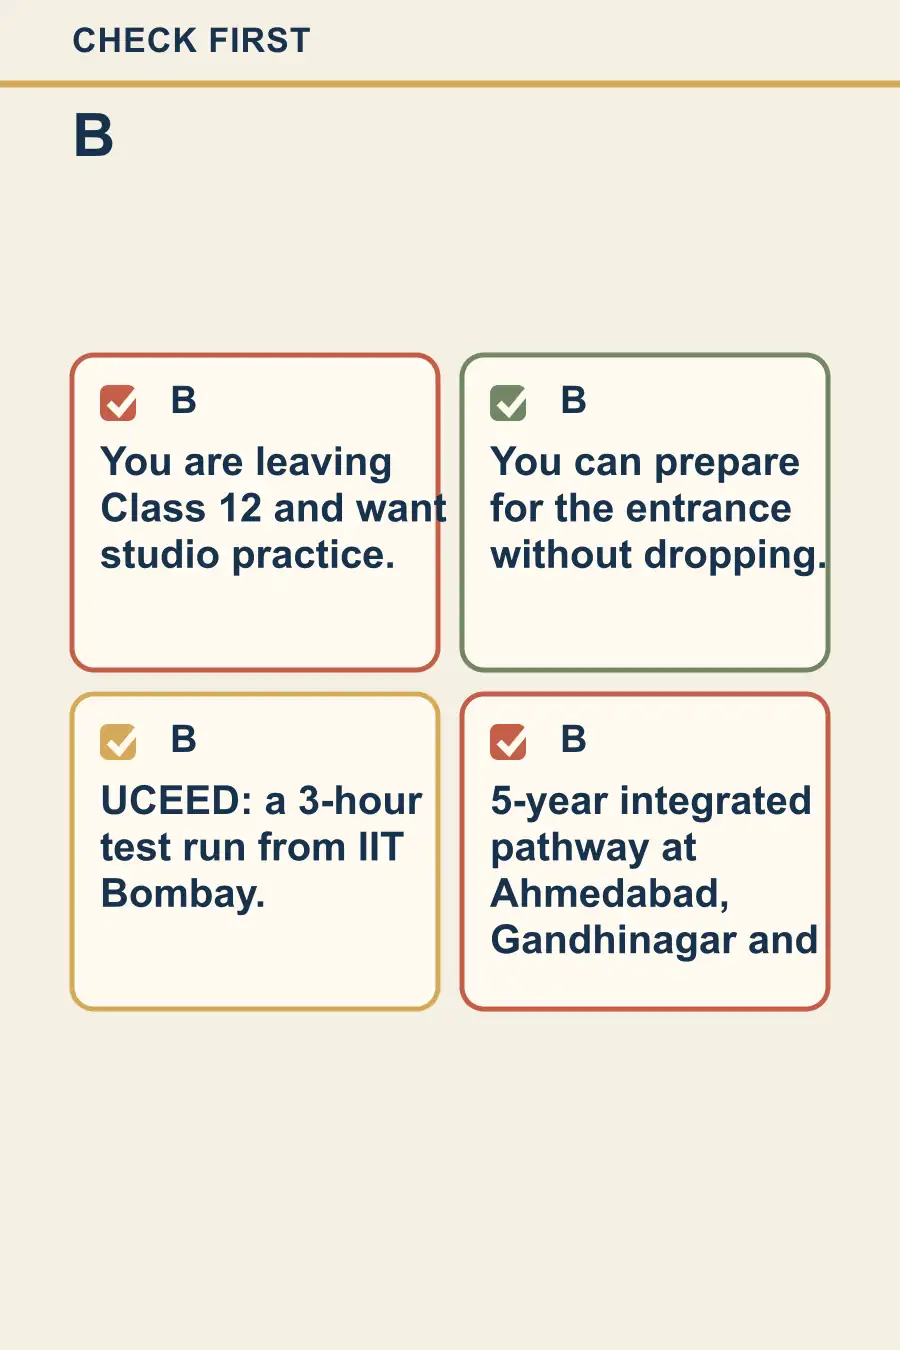 CHECK FIRST
B
B
You are leaving
Class 12 and want
studio practice.
B
You can prepare
for the entrance
without dropping.
B
UCEED: a 3-hour
test run from IIT
Bombay.
B
5-year integrated
pathway at
Ahmedabad,
Gandhinagar and